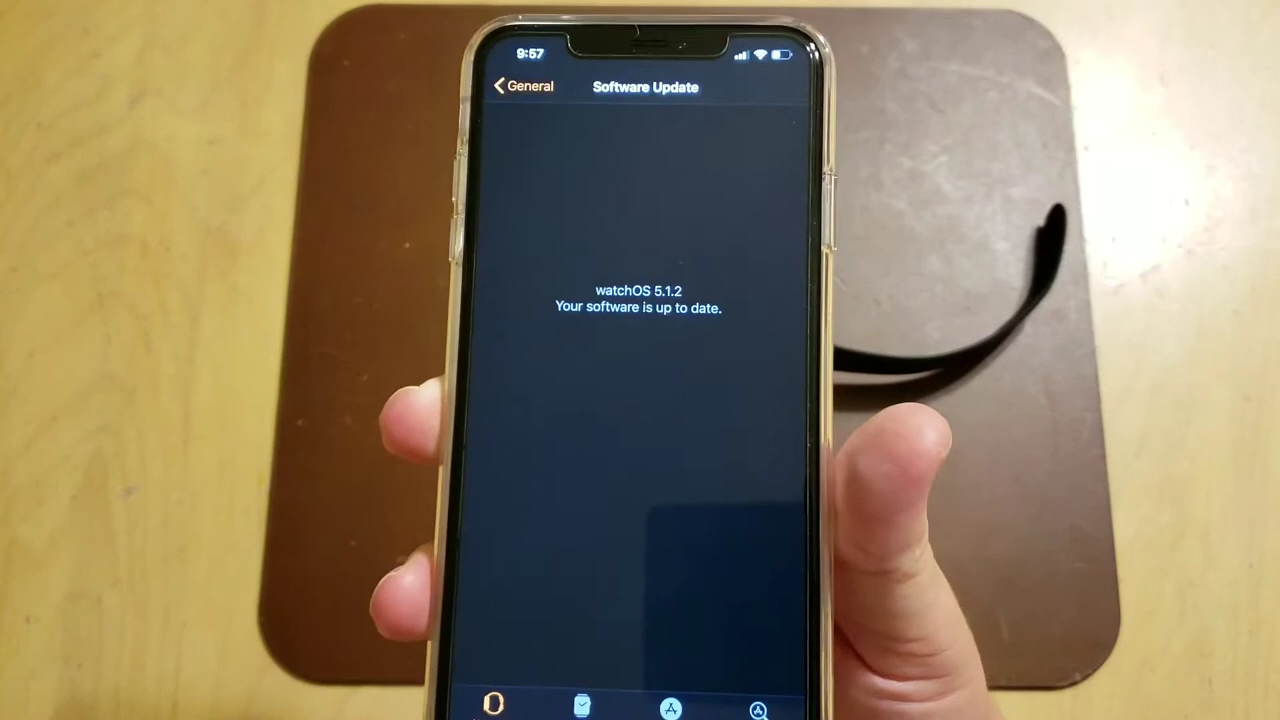 9:57
General
Software Update
watchOS 5.1.2
Your software is up to date.